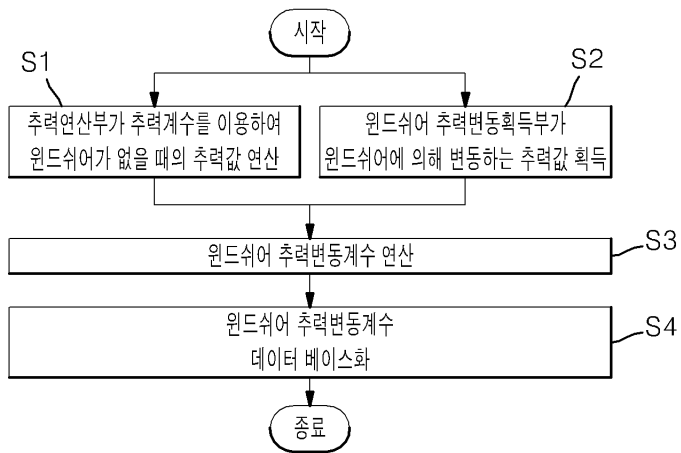 시작
S1
S2
추력연산부가 추력계수를 이용하여
윈드쉬어가 없을 때의 추력값 연산
윈드쉬어 추력변동획득부가
윈드쉬어에 의해 변동하는 추력값 획득
윈드쉬어 추력변동계수 연산
S3
윈드쉬어 추력변동계수
데이터 베이스화
S4
종료